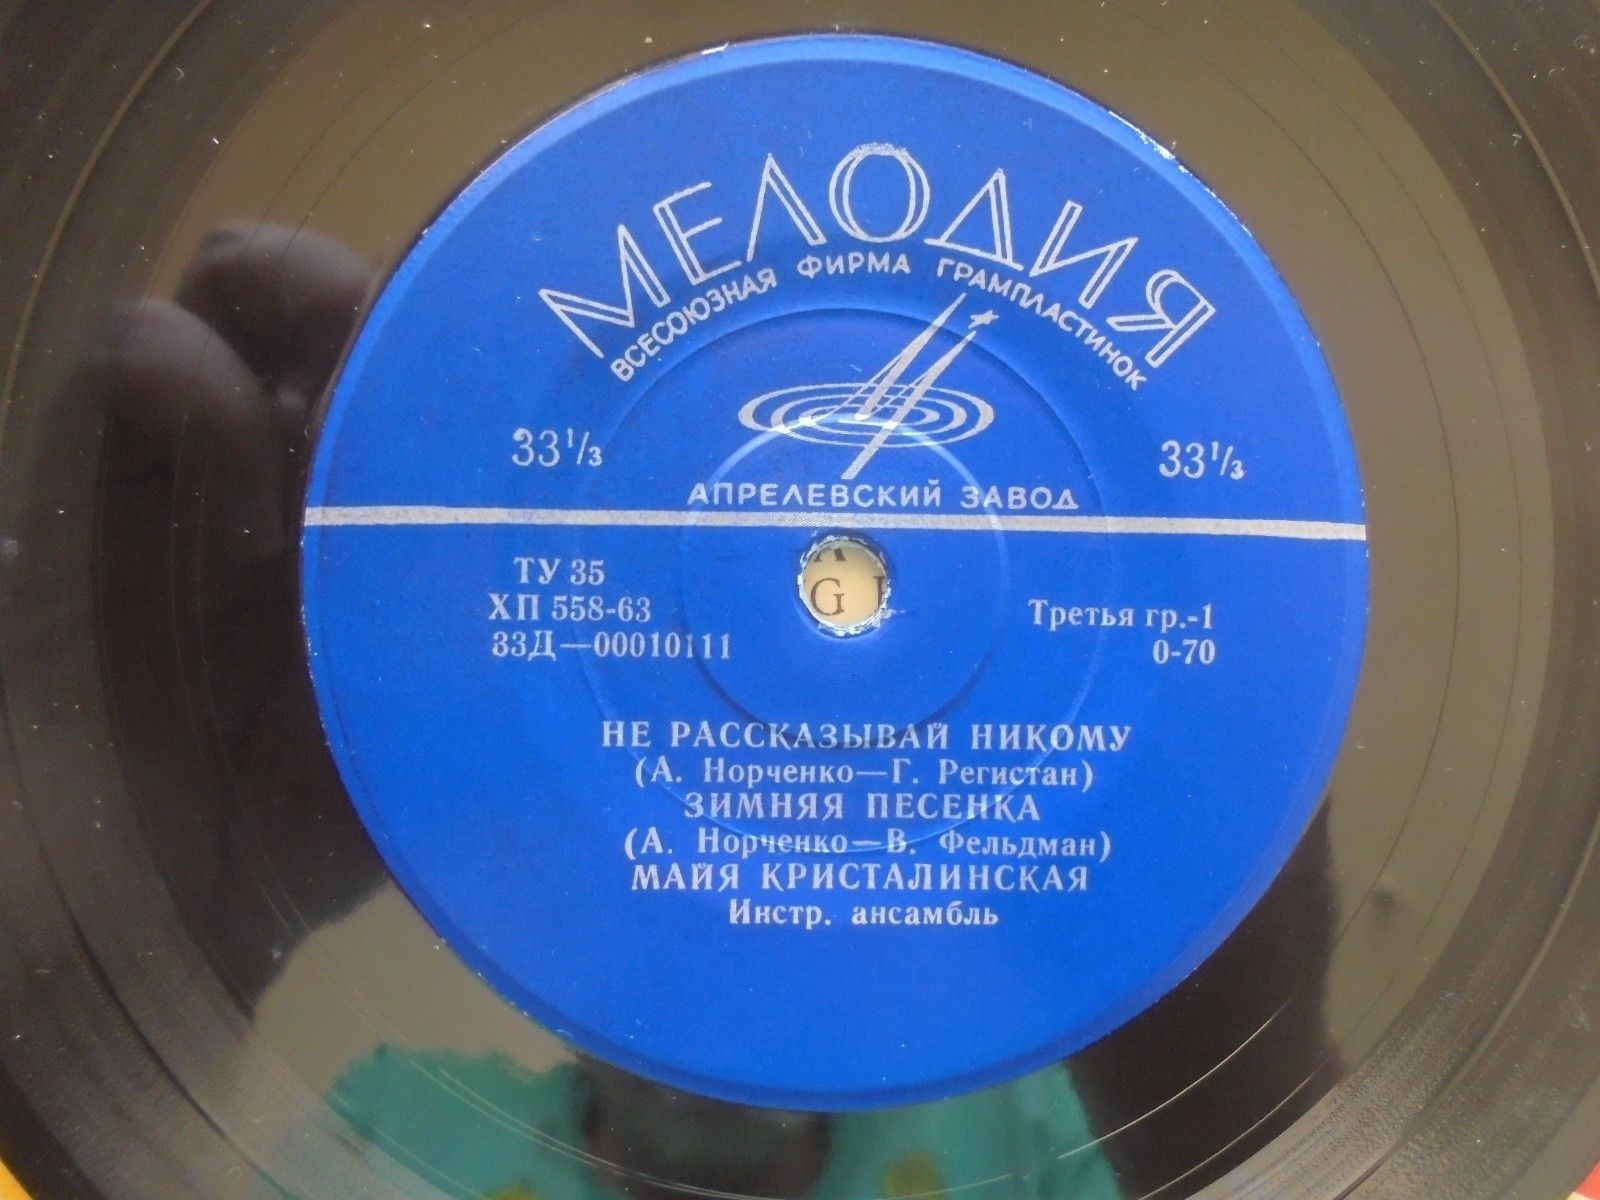 МЕЛОДИЯ
ВСЕСОЮЗНАЯ ФИРМА ГРАМПЛАСТИНОК
33⅓ 33⅓
АПРЕЛЕВСКИЙ ЗАВОД
ТУ 35
ХП 558-63
33Д—00010111
Третья гр.-1
0-70
G
НЕ РАССКАЗЫВАЙ НИКОМУ
(А. Норченко—Г. Регистан)
ЗИМНЯЯ ПЕСЕНКА
(А. Норченко—В. Фельдман)
МАЙЯ КРИСТАЛИНСКАЯ
Инстр. ансамбль